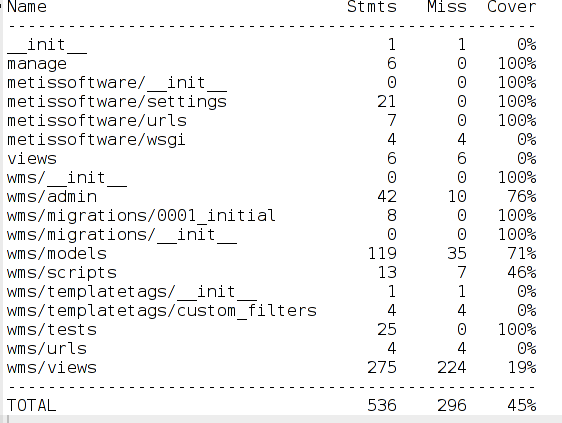 Name Stmts Miss Cover
-----------------------------------------------------
__init__ 1 1 0%
manage 6 0 100%
metissoftware/__init__ 0 0 100%
metissoftware/settings 21 0 100%
metissoftware/urls 7 0 100%
metissoftware/wsgi 4 4 0%
views 6 6 0%
wms/__init__ 0 0 100%
wms/admin 42 10 76%
wms/migrations/0001_initial 8 0 100%
wms/migrations/__init__ 0 0 100%
wms/models 119 35 71%
wms/scripts 13 7 46%
wms/templatetags/__init__ 1 1 0%
wms/templatetags/custom_filters 4 4 0%
wms/tests 25 0 100%
wms/urls 4 4 0%
wms/views 275 224 19%
-----------------------------------------------------
TOTAL 536 296 45%